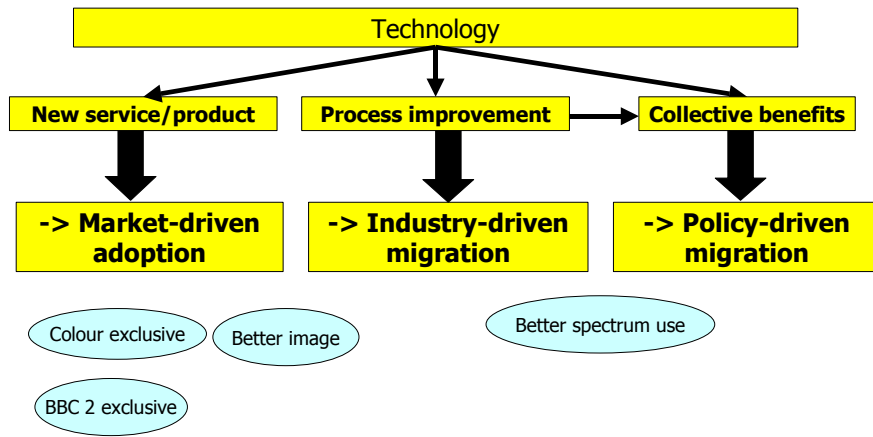 Technology
New service/product
Process improvement
Collective benefits
-> Market-driven
adoption
-> Industry-driven
migration
-> Policy-driven
migration
Colour exclusive
Better image
Better spectrum use
BBC 2 exclusive